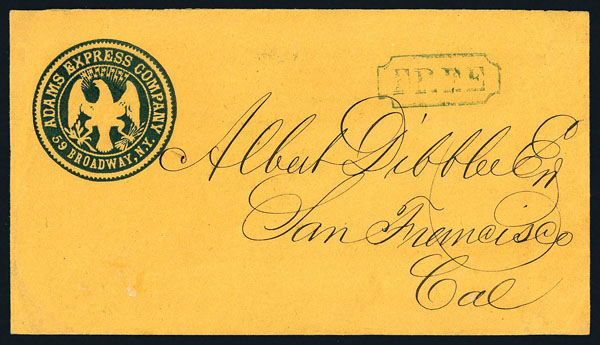 ADAMS EXPRESS COMPANY
59 BROADWAY, N.Y.
FREE
Albert Dibblee Esq
San Francisco
Cal